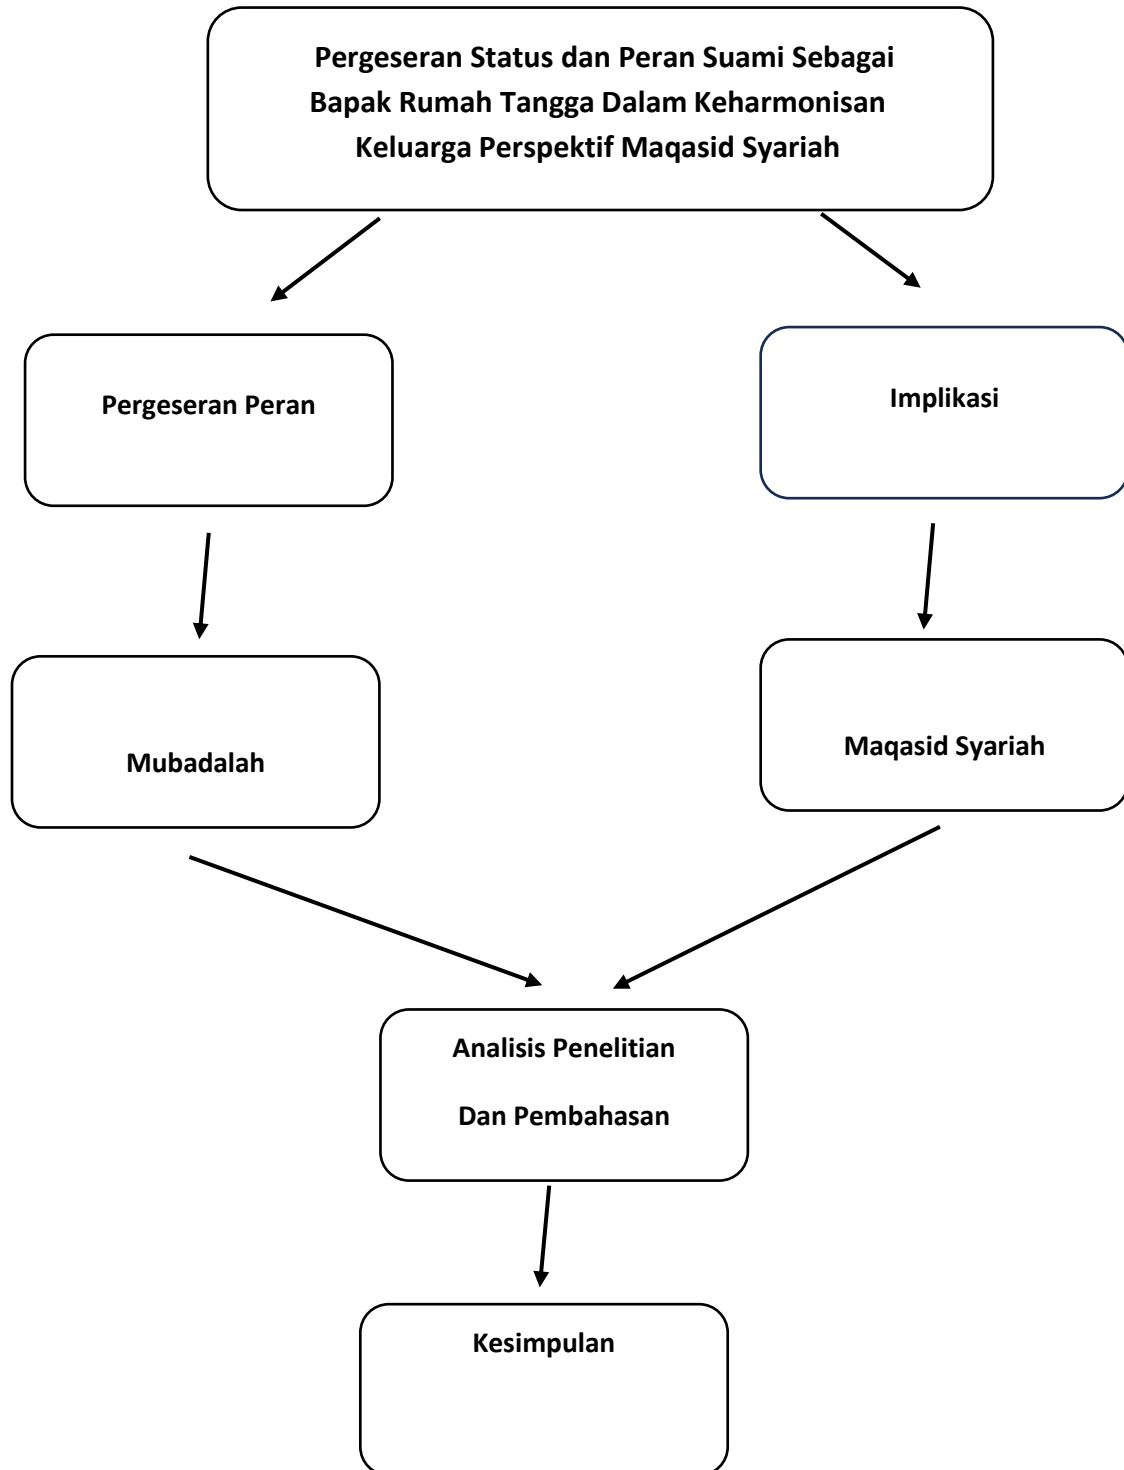 Pergeseran Status dan Peran Suami Sebagai
Bapak Rumah Tangga Dalam Keharmonisan
Keluarga Perspektif Maqasid Syariah
Pergeseran Peran
Implikasi
Mubadalah
Maqasid Syariah
Analisis Penelitian
Dan Pembahasan
Kesimpulan